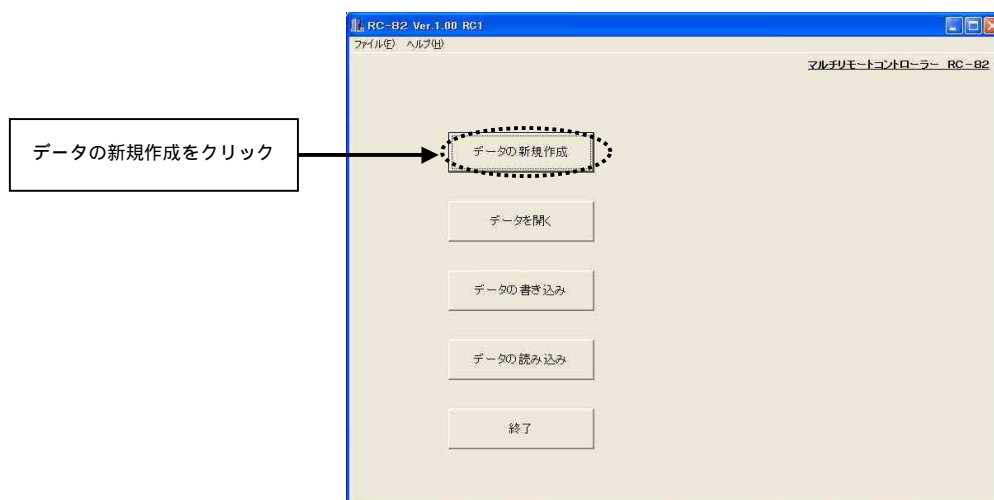 RC-82 Ver.1.00 RC1
ファイル(F) ヘルプ(H)
マルチリモートコントローラー RC-82
データの新規作成をクリック
データの新規作成
データを開く
データの書き込み
データの読み込み
終了